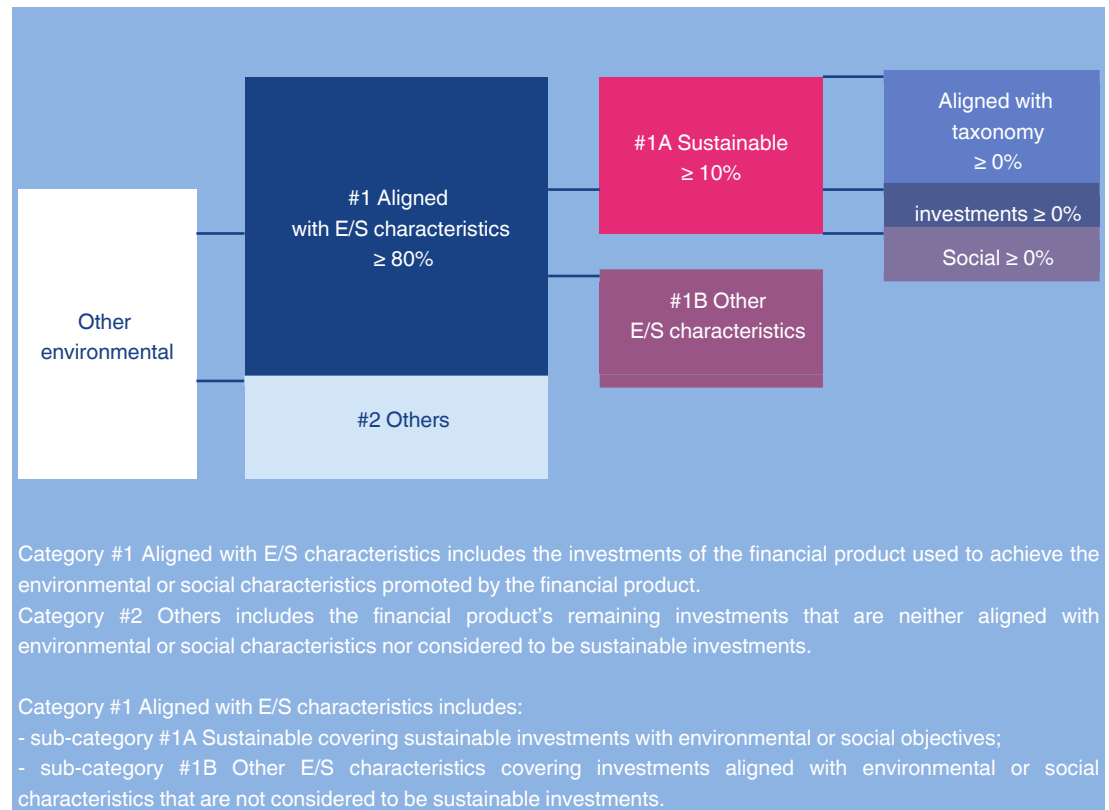 Other
environmental
#1 Aligned
with E/S characteristics
≥ 80%
#2 Others
#1A Sustainable
≥ 10%
#1B Other
E/S characteristics
Aligned with
taxonomy
≥ 0%
investments ≥ 0%
Social ≥ 0%
Category #1 Aligned with E/S characteristics includes the investments of the financial product used to achieve the
environmental or social characteristics promoted by the financial product.
Category #2 Others includes the financial product's remaining investments that are neither aligned with
environmental or social characteristics nor considered to be sustainable investments.
Category #1 Aligned with E/S characteristics includes:
- sub-category #1A Sustainable covering sustainable investments with environmental or social objectives;
- sub-category #1B Other E/S characteristics covering investments aligned with environmental or social
characteristics that are not considered to be sustainable investments.